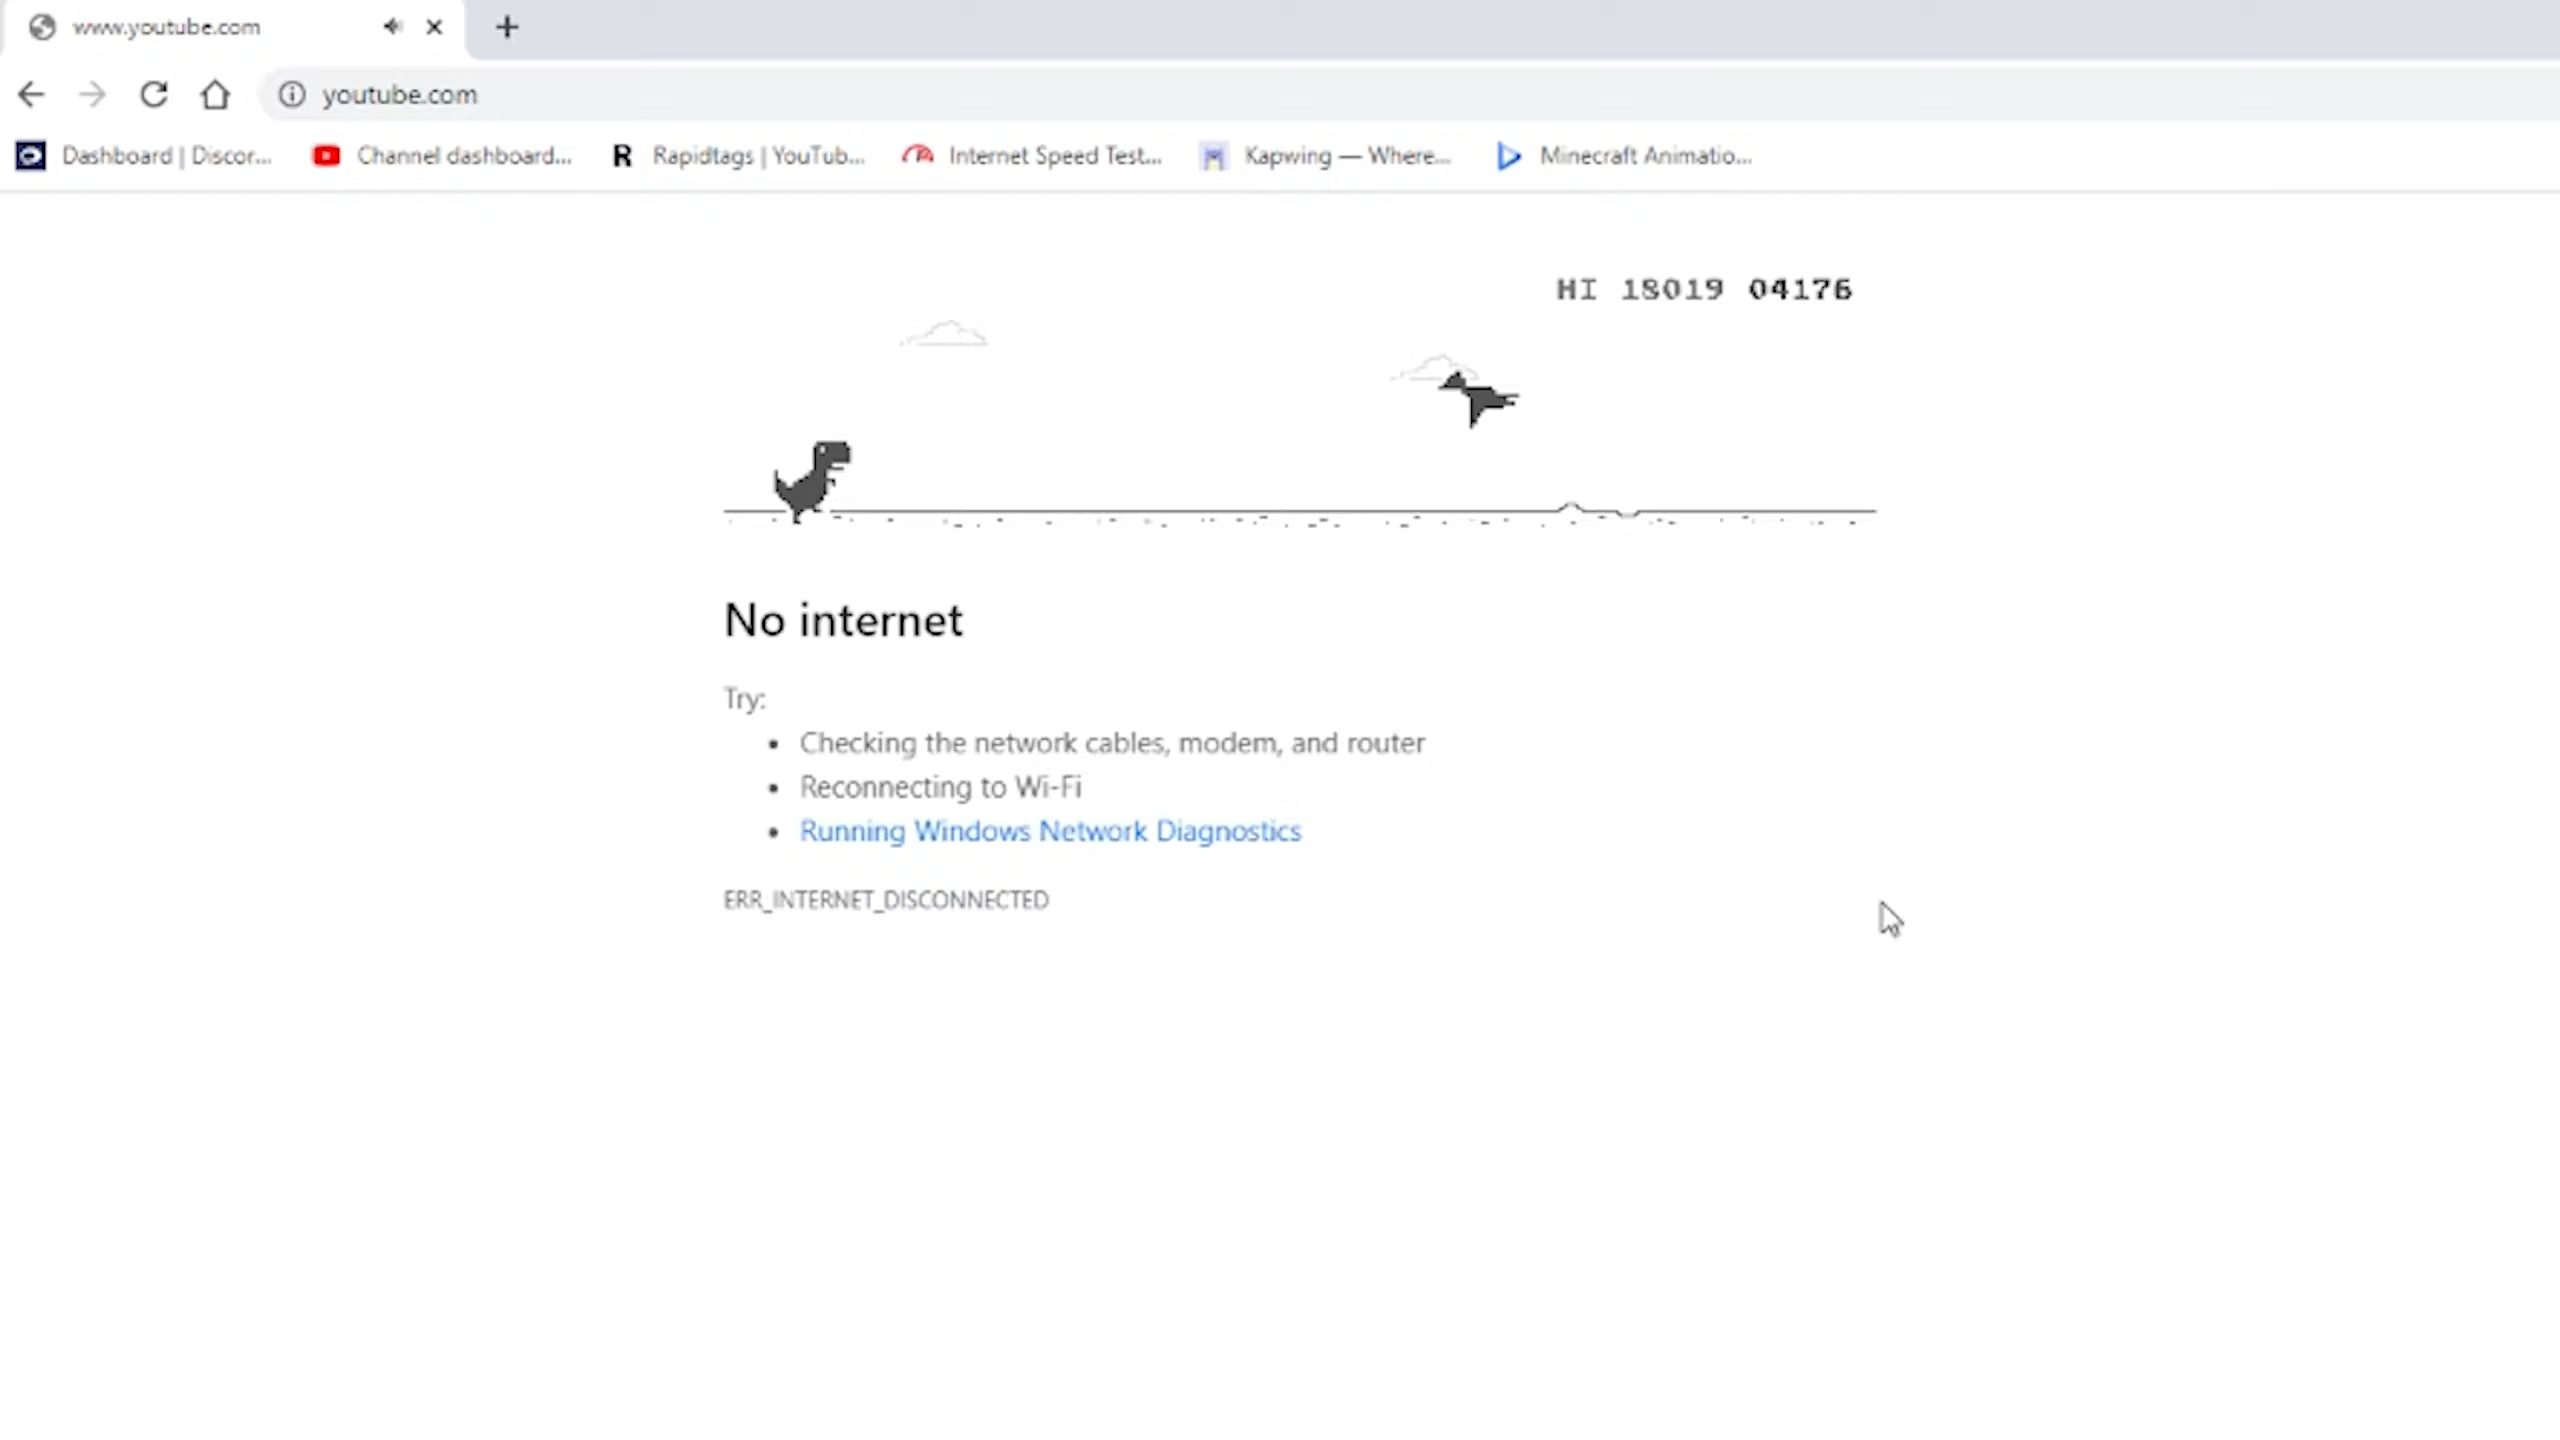 www.youtube.com
youtube.com
Dashboard | Discor... Channel dashboard... R Rapidtags | YouTub... Internet Speed Test... Kapwing — Where... Minecraft Animatio...
HI 18019 04176
No internet
Try:
• Checking the network cables, modem, and router
• Reconnecting to Wi-Fi
• Running Windows Network Diagnostics
ERR_INTERNET_DISCONNECTED